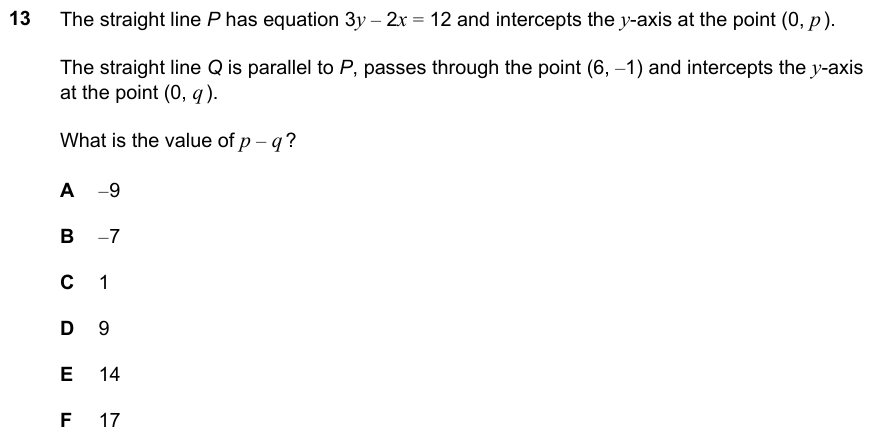 13 The straight line P has equation 3y – 2x = 12 and intercepts the y-axis at the point (0, p).
The straight line Q is parallel to P, passes through the point (6, –1) and intercepts the y-axis
at the point (0, q).
What is the value of p – q?
A –9
B –7
C 1
D 9
E 14
F 17